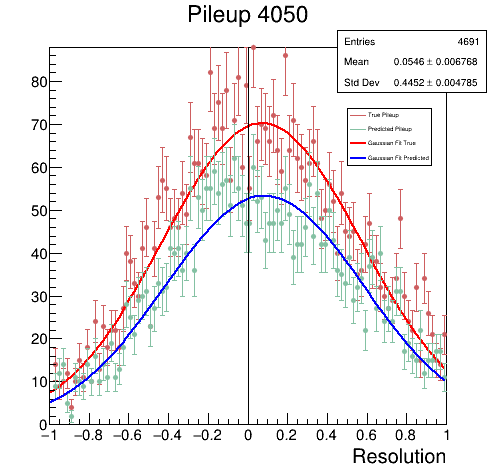 Pileup 4050
Entries 4691
Mean 0.0546 ± 0.006768
Std Dev 0.4452 ± 0.004785
True Pileup
Predicted Pileup
Gaussian Fit True
Gaussian Fit Predicted
80
70
60
50
40
30
20
10
0
−1 −0.8 −0.6 −0.4 −0.2 0 0.2 0.4 0.6 0.8 1
Resolution